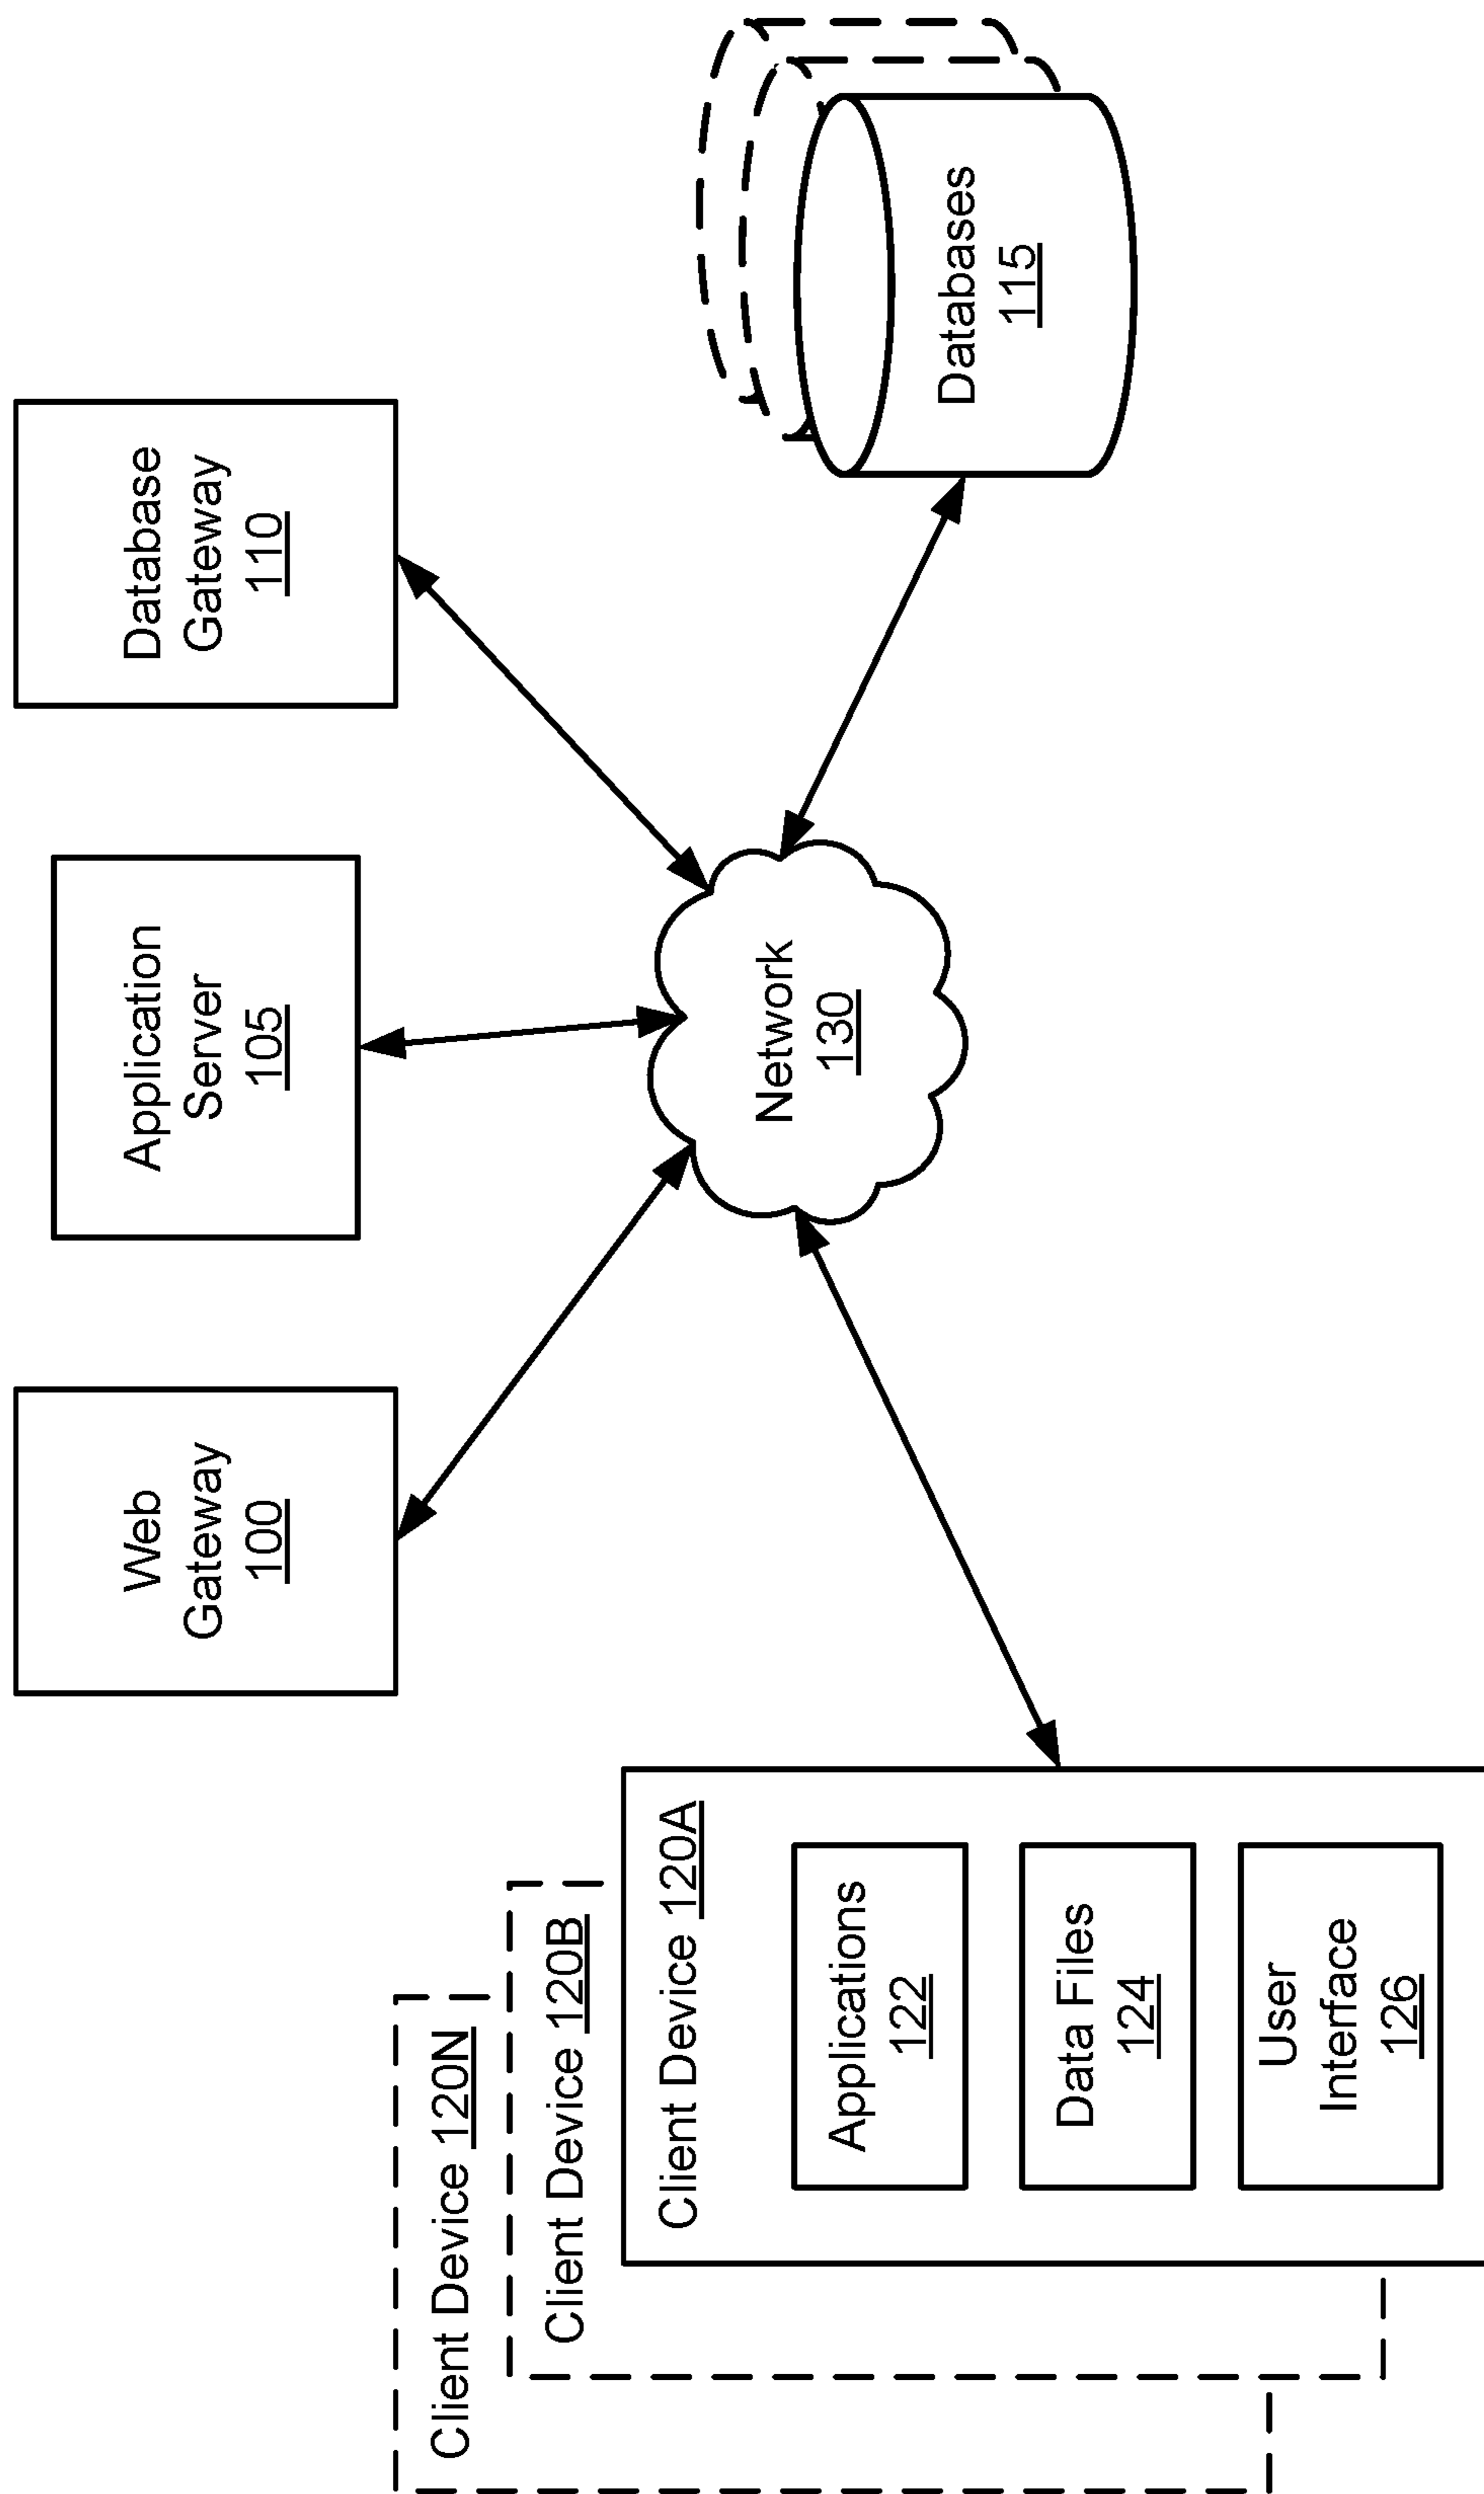 Web
Gateway
100
Application
Server
105
Database
Gateway
110
Client Device 120N
Client Device 120B
Client Device 120A
Applications
122
Data Files
124
User
Interface
126
Network
130
Databases
115